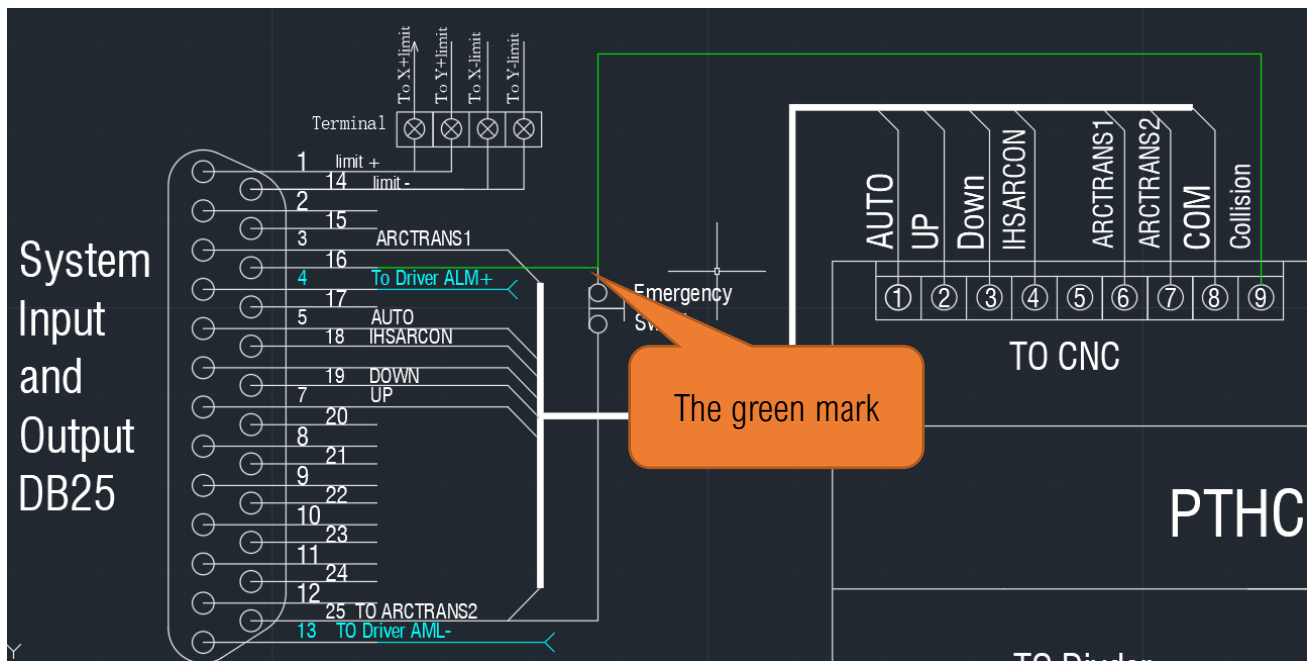 To X+limit
To Y+limit
To X-limit
To Y-limit
Terminal
1 limit +
14 limit -
2
15
3 ARCTRANS1
16
4 To Driver ALM+
17
5 AUTO
18 IHSARCON
19 DOWN
7 UP
20
8
21
9
22
10
23
11
24
12
25 TO ARCTRANS2
13 TO Driver AML-
System
Input
and
Output
DB25
Emergency
The green mark
AUTO
UP
Down
IHSARCON
ARCTRANS1
ARCTRANS2
COM
Collision
① ② ③ ④ ⑤ ⑥ ⑦ ⑧ ⑨
TO CNC
PTHC
Y